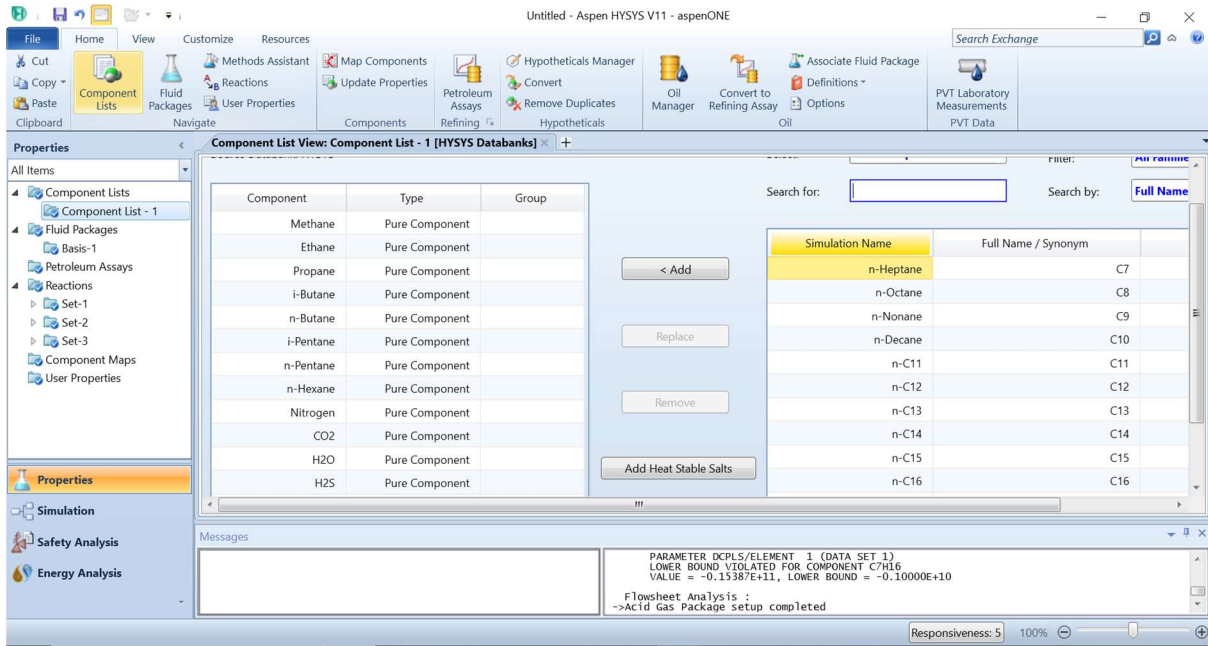 Untitled - Aspen HYSYS V11 - aspenONE
File Home View Customize Resources Search Exchange
Cut
Copy
Paste
Clipboard
Component Lists
Fluid Packages
Methods Assistant
Reactions
User Properties
Navigate
Map Components
Update Properties
Components
Petroleum Assays
Refining
Hypotheticals Manager
Convert
Remove Duplicates
Hypotheticals
Oil Manager
Convert to Refining Assay
Associate Fluid Package
Definitions
Options
Oil
PVT Laboratory Measurements
PVT Data
Properties
All Items
Component Lists
Component List - 1
Fluid Packages
Basis-1
Petroleum Assays
Reactions
Set-1
Set-2
Set-3
Component Maps
User Properties
Properties
Simulation
Safety Analysis
Energy Analysis
Component List View: Component List - 1 [HYSYS Databanks]
Component Type Group
Methane Pure Component
Ethane Pure Component
Propane Pure Component
i-Butane Pure Component
n-Butane Pure Component
i-Pentane Pure Component
n-Pentane Pure Component
n-Hexane Pure Component
Nitrogen Pure Component
CO2 Pure Component
H2O Pure Component
H2S Pure Component
< Add
Replace
Remove
Add Heat Stable Salts
Filter:
Search for: Search by: Full Name
Simulation Name Full Name / Synonym
n-Heptane C7
n-Octane C8
n-Nonane C9
n-Decane C10
n-C11 C11
n-C12 C12
n-C13 C13
n-C14 C14
n-C15 C15
n-C16 C16
Messages
PARAMETER DCPLS/ELEMENT 1 (DATA SET 1)
LOWER BOUND VIOLATED FOR COMPONENT C7H16
VALUE = -0.15387E+11, LOWER BOUND = -0.10000E+10
Flowsheet Analysis :
->Acid Gas Package setup completed
Responsiveness: 5 100%